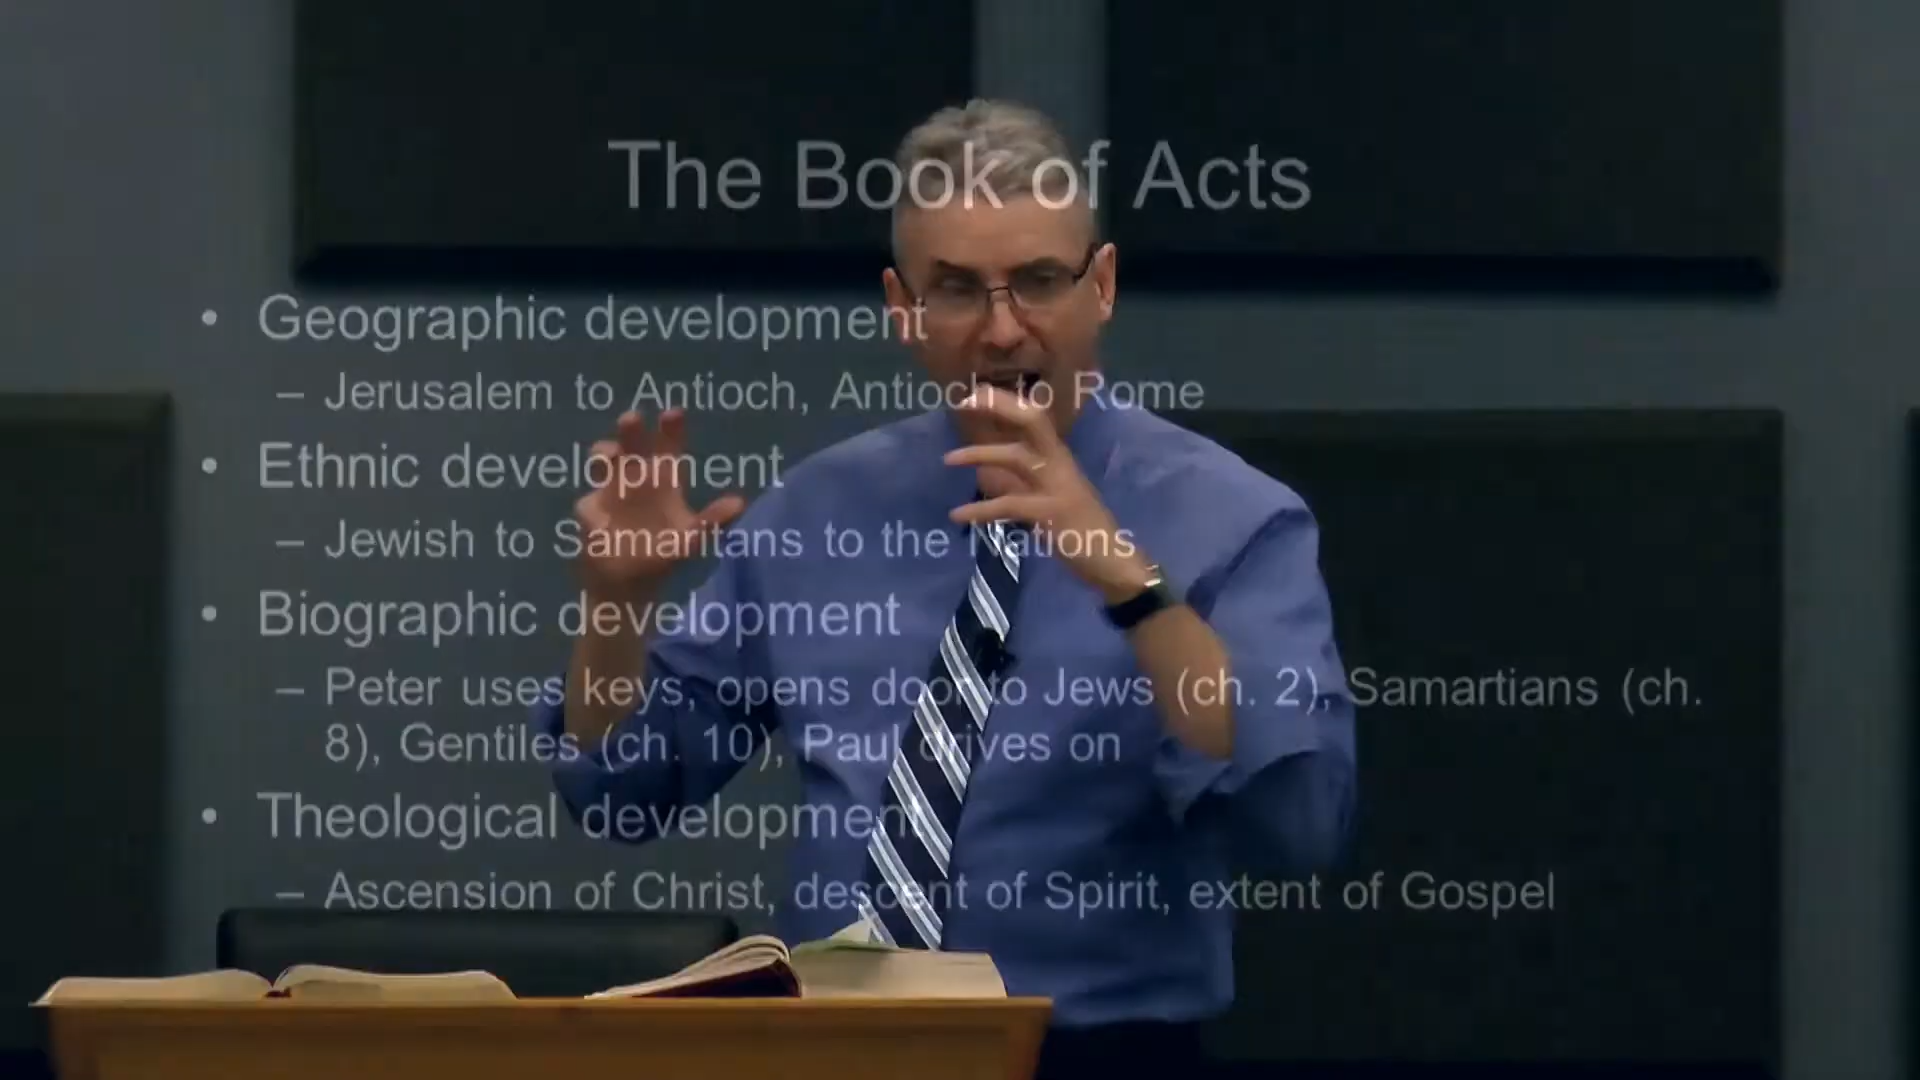 The Book of Acts
• Geographic development
– Jerusalem to Antioch, Antioch to Rome
• Ethnic development
– Jewish to Samaritans to the Nations
• Biographic development
– Peter uses keys, opens door to Jews (ch. 2), Samartians (ch.
8), Gentiles (ch. 10), Paul drives on
• Theological development
– Ascension of Christ, descent of Spirit, extent of Gospel